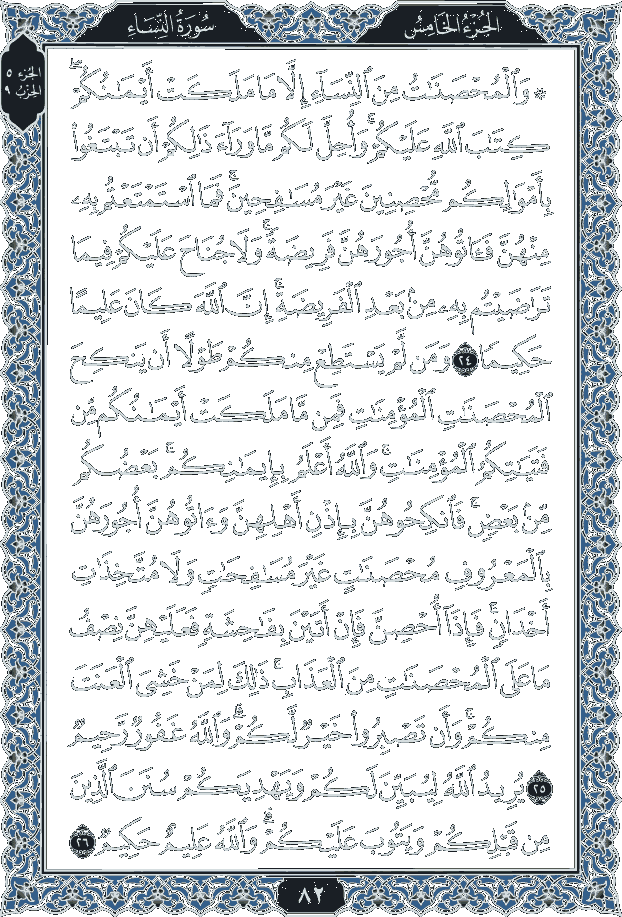 الجُزْءُ الخَامِسُ
سُورَةُ النِّسَاءِ
الجزء ٥
الحزب ٩
۞ وَٱلْمُحْصَنَٰتُ مِنَ ٱلنِّسَآءِ إِلَّا مَا مَلَكَتْ أَيْمَٰنُكُمْ ۖ
كِتَٰبَ ٱللَّهِ عَلَيْكُمْ ۚ وَأُحِلَّ لَكُم مَّا وَرَآءَ ذَٰلِكُمْ أَن تَبْتَغُوا۟
بِأَمْوَٰلِكُم مُّحْصِنِينَ غَيْرَ مُسَٰفِحِينَ ۚ فَمَا ٱسْتَمْتَعْتُم بِهِۦ
مِنْهُنَّ فَـَٔاتُوهُنَّ أُجُورَهُنَّ فَرِيضَةً ۚ وَلَا جُنَاحَ عَلَيْكُمْ فِيمَا
تَرَٰضَيْتُم بِهِۦ مِنۢ بَعْدِ ٱلْفَرِيضَةِ ۚ إِنَّ ٱللَّهَ كَانَ عَلِيمًا
حَكِيمًا ٢٤ وَمَن لَّمْ يَسْتَطِعْ مِنكُمْ طَوْلًا أَن يَنكِحَ
ٱلْمُحْصَنَٰتِ ٱلْمُؤْمِنَٰتِ فَمِن مَّا مَلَكَتْ أَيْمَٰنُكُم مِّن
فَتَيَٰتِكُمُ ٱلْمُؤْمِنَٰتِ ۚ وَٱللَّهُ أَعْلَمُ بِإِيمَٰنِكُم ۚ بَعْضُكُم
مِّنۢ بَعْضٍ ۚ فَٱنكِحُوهُنَّ بِإِذْنِ أَهْلِهِنَّ وَءَاتُوهُنَّ أُجُورَهُنَّ
بِٱلْمَعْرُوفِ مُحْصَنَٰتٍ غَيْرَ مُسَٰفِحَٰتٍ وَلَا مُتَّخِذَٰتِ
أَخْدَانٍ ۚ فَإِذَآ أُحْصِنَّ فَإِنْ أَتَيْنَ بِفَٰحِشَةٍ فَعَلَيْهِنَّ نِصْفُ
مَا عَلَى ٱلْمُحْصَنَٰتِ مِنَ ٱلْعَذَابِ ۚ ذَٰلِكَ لِمَنْ خَشِىَ ٱلْعَنَتَ
مِنكُمْ ۚ وَأَن تَصْبِرُوا۟ خَيْرٌ لَّكُمْ ۗ وَٱللَّهُ غَفُورٌ رَّحِيمٌ
٢٥ يُرِيدُ ٱللَّهُ لِيُبَيِّنَ لَكُمْ وَيَهْدِيَكُمْ سُنَنَ ٱلَّذِينَ
مِن قَبْلِكُمْ وَيَتُوبَ عَلَيْكُمْ ۗ وَٱللَّهُ عَلِيمٌ حَكِيمٌ ٢٦
٨٢